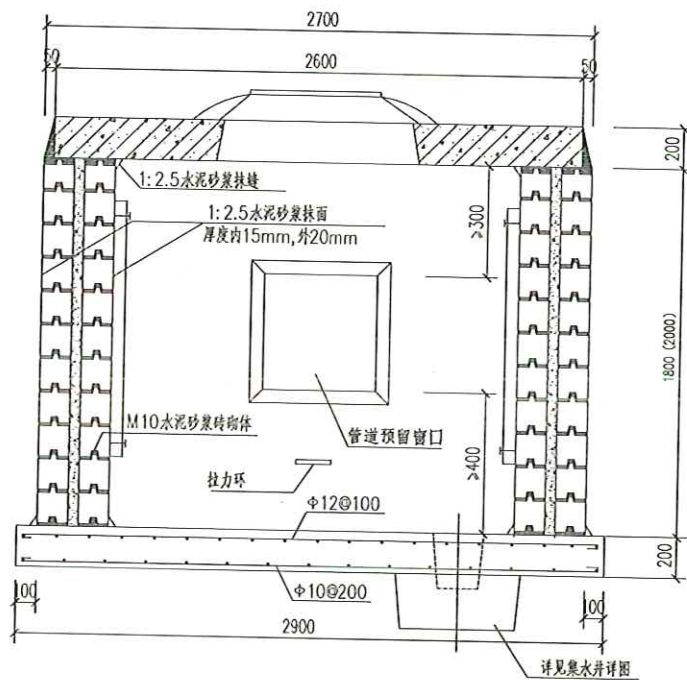 2700
50
2600
50
200
1:2.5水泥砂浆抹缝
1:2.5水泥砂浆抹面
厚度内15mm,外20mm
≥300
1800(2000)
M10水泥砂浆砖砌体
管道预留窗口
≥400
拉力环
Φ12@100
200
Φ10@200
100
100
2900
详见集水井详图